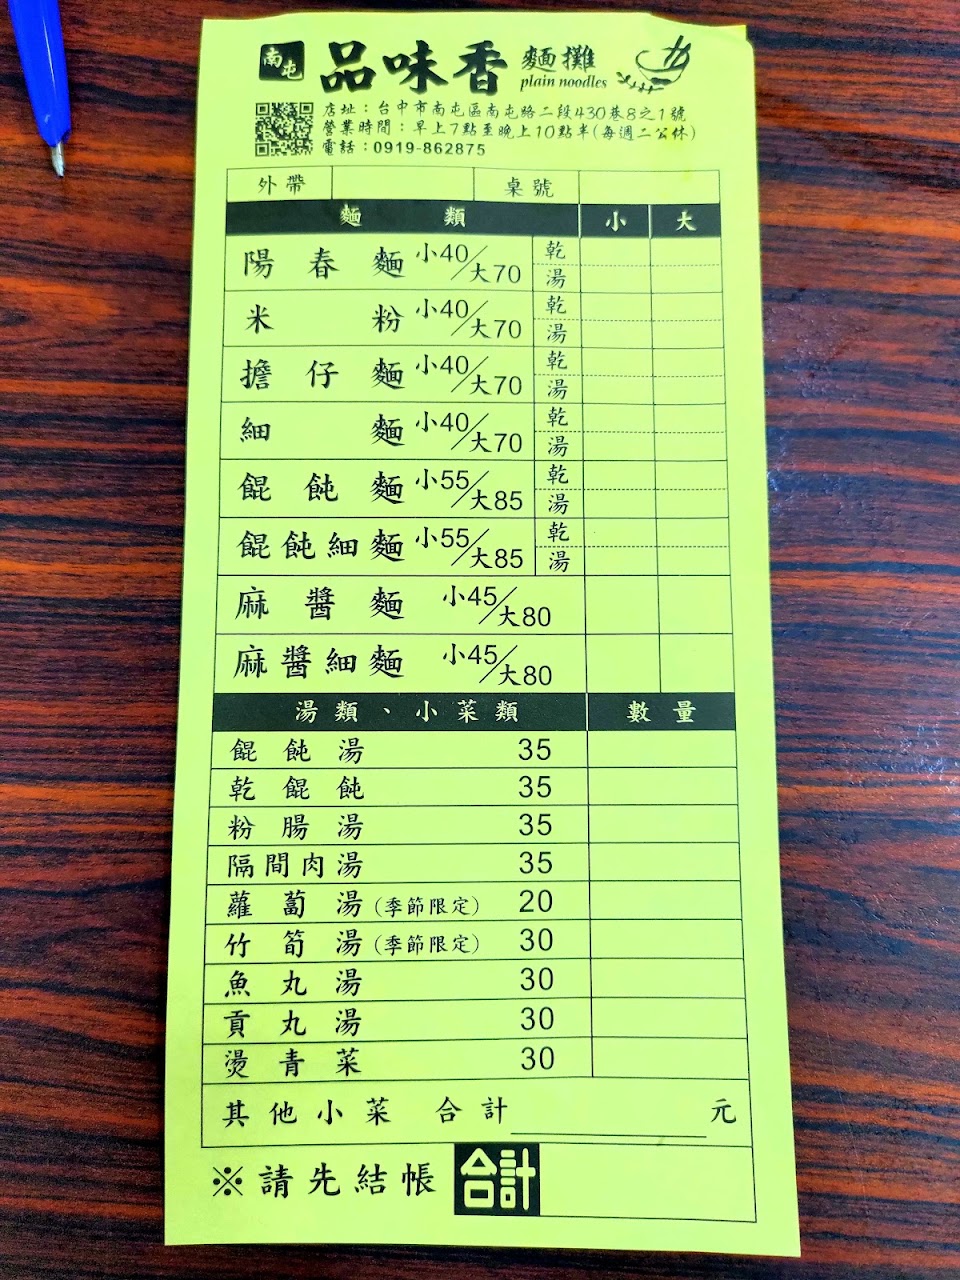 南屯 品味香 麵攤
plain noodles
店址：台中市南屯區南屯路二段430巷8之1號
營業時間：早上7點至晚上10點半(每週二公休)
電話：0919-862875
外帶 桌號
麵類 小 大
陽春麵 小40/大70 乾 湯
米粉 小40/大70 乾 湯
擔仔麵 小40/大70 乾 湯
細麵 小40/大70 乾 湯
餛飩麵 小55/大85 乾 湯
餛飩細麵 小55/大85 乾 湯
麻醬麵 小45/大80
麻醬細麵 小45/大80
湯類、小菜類 數量
餛飩湯 35
乾餛飩 35
粉腸湯 35
隔間肉湯 35
蘿蔔湯(季節限定) 20
竹筍湯(季節限定) 30
魚丸湯 30
貢丸湯 30
燙青菜 30
其他小菜 合計 元
※請先結帳 合計